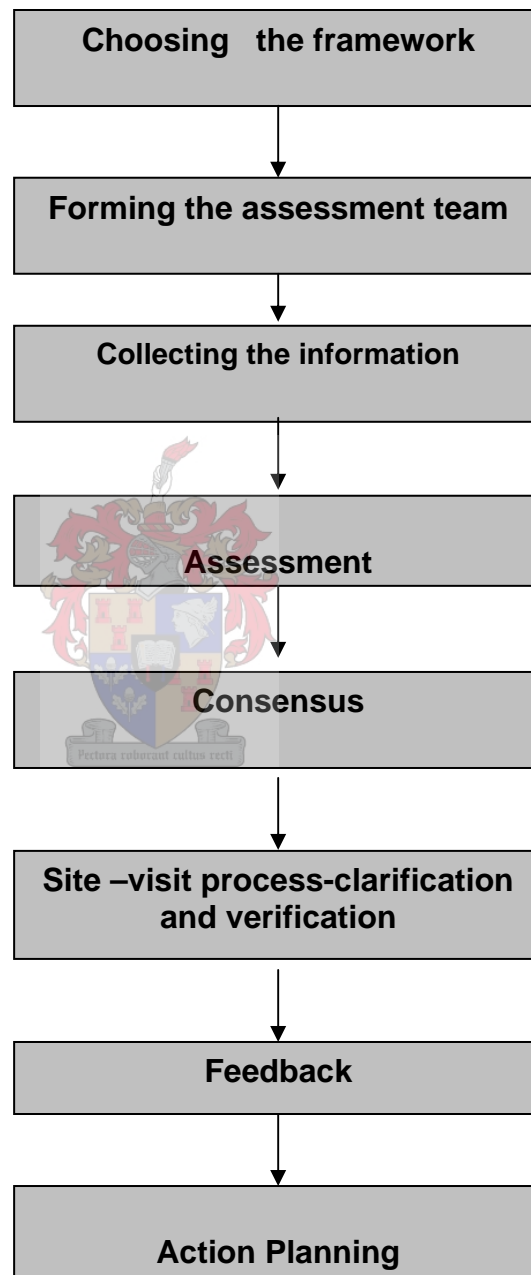 Choosing the framework
Forming the assessment team
Collecting the information
Assessment
Consensus
Pectora roborant cultus recti
Site –visit process-clarification
and verification
Feedback
Action Planning